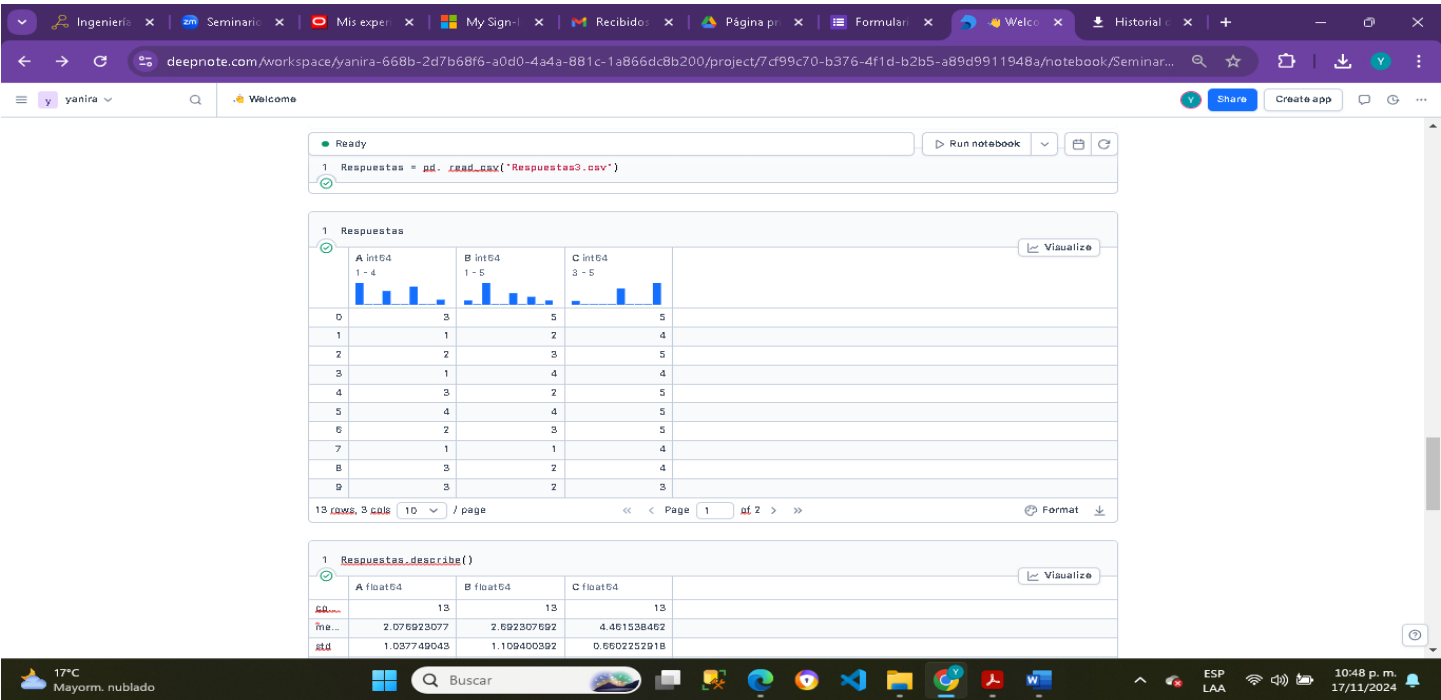 Ingeniería
zm Seminario
Mis experi
My Sign-I
Recibidos
Página pri
Formulari
Welco
Historial d
deepnote.com/workspace/yanira-668b-2d7b68f6-a0d0-4a4a-881c-1a866dc8b200/project/7cf99c70-b376-4f1d-b2b5-a89d9911948a/notebook/Seminar...
Y
y yanira
Welcome
Y Share Create app
Ready
Run notebook
1 Respuestas = pd. read_csv("Respuestas3.csv")
1 Respuestas
Visualize
A int64 B int64 C int64
1 - 4 1 - 5 3 - 5
0 3 5 5
1 1 2 4
2 2 3 5
3 1 4 4
4 3 2 5
5 4 4 5
6 2 3 5
7 1 1 4
8 3 2 4
9 3 2 3
13 rows, 3 cols 10 / page << < Page 1 of 2 > >> Format
1 Respuestas.describe()
Visualize
A float64 B float64 C float64
co... 13 13 13
me... 2.076923077 2.692307692 4.461538462
std 1.037749043 1.109400392 0.6602252918
17°C
Mayorm. nublado
Buscar
ESP
LAA
10:48 p. m.
17/11/2024